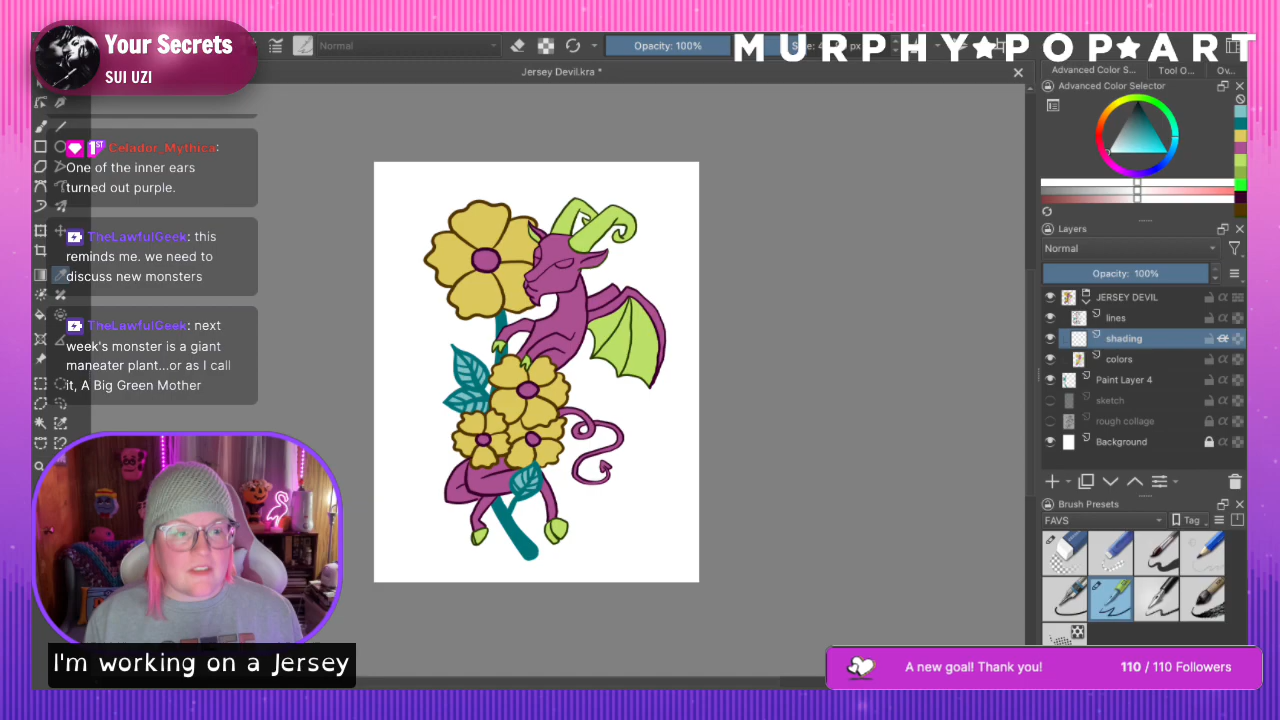 Your Secrets
SUI UZI
Normal
Opacity: 100%
MURPHY★POP★ART
Jersey Devil.kra *
Advanced Color S...
Tool O...
Ov...
Advanced Color Selector
Celador_Mythica:
One of the inner ears
turned out purple.
TheLawfulGeek: this
reminds me. we need to
discuss new monsters
TheLawfulGeek: next
week's monster is a giant
maneater plant...or as I call
it, A Big Green Mother
Layers
Normal
Opacity: 100%
JERSEY DEVIL
lines
shading
colors
Paint Layer 4
sketch
rough collage
Background
Brush Presets
FAVS
Tag
I'm working on a Jersey
A new goal! Thank you!
110 / 110 Followers